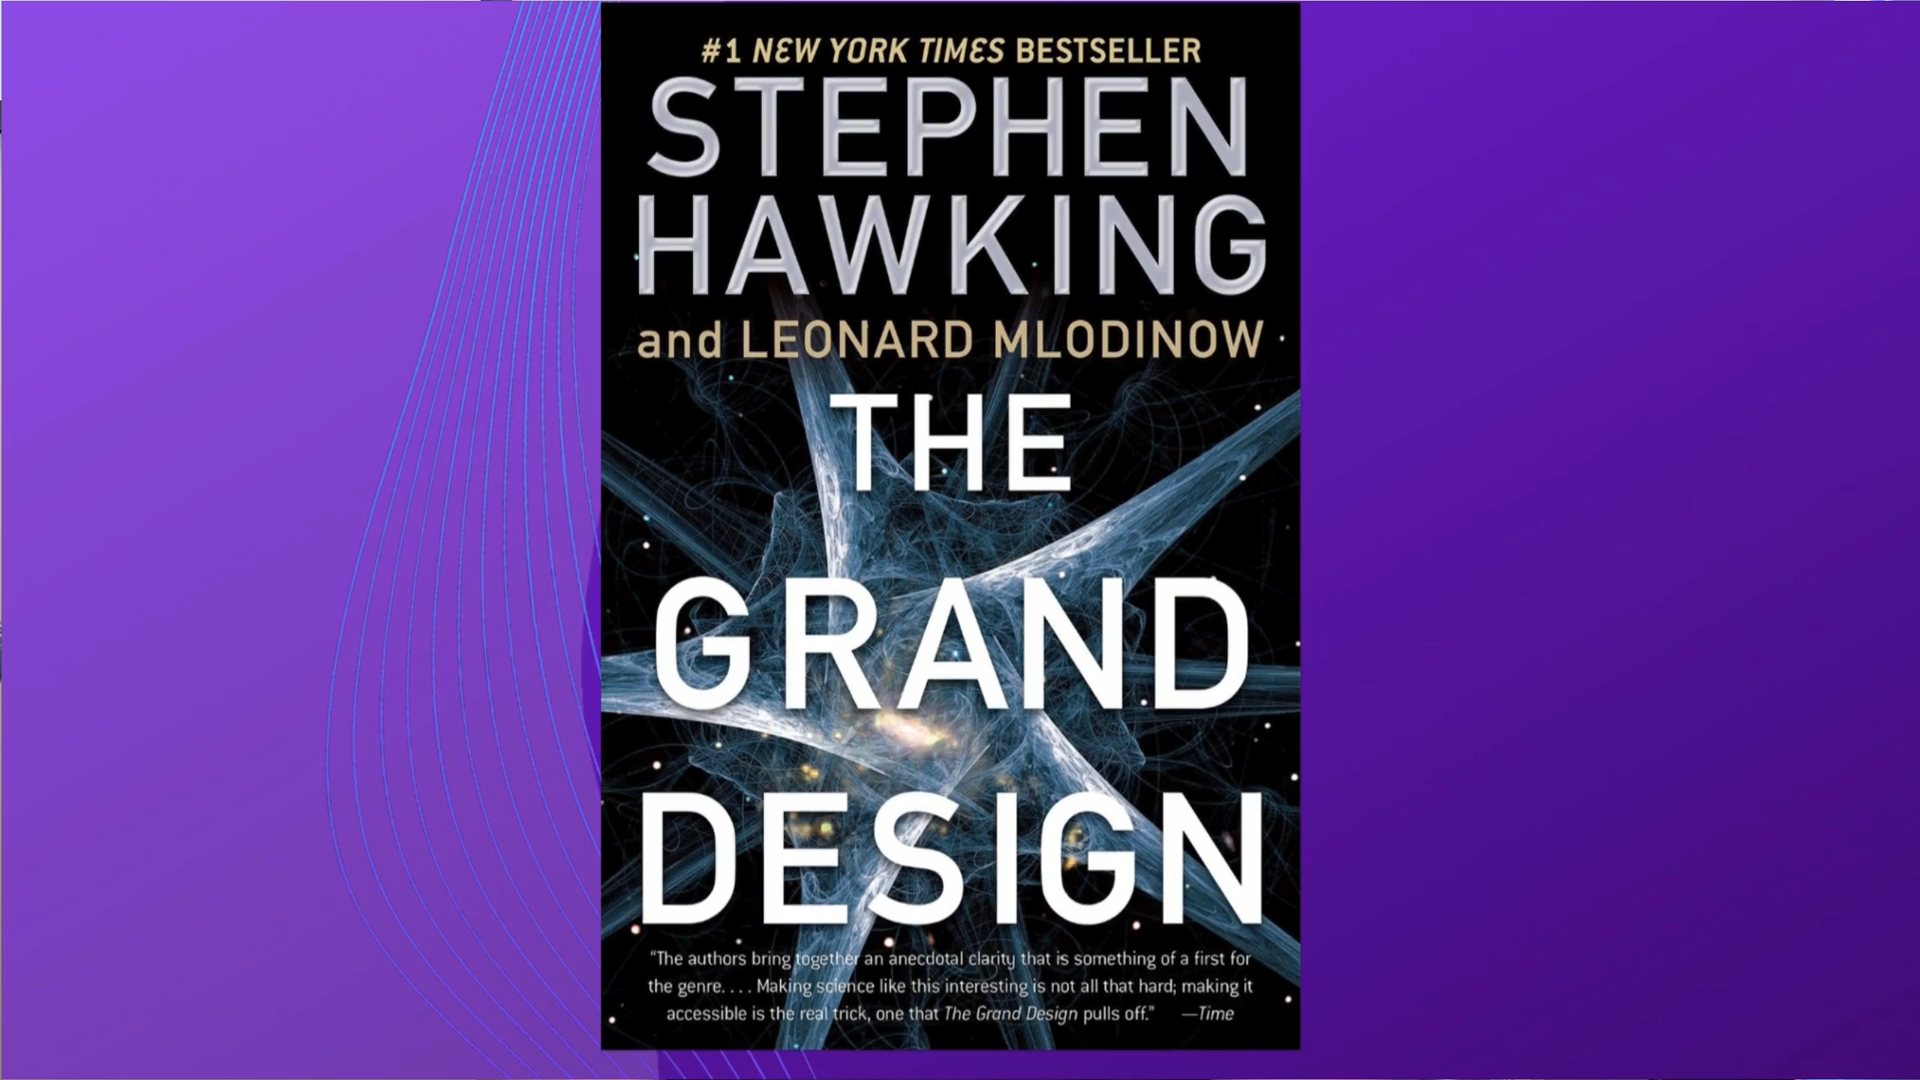 #1 NEW YORK TIMES BESTSELLER
STEPHEN
HAWKING
and LEONARD MLODINOW
THE
GRAND
DESIGN
“The authors bring together an anecdotal clarity that is something of a first for
the genre. . . . Making science like this interesting is not all that hard; making it
accessible is the real trick, one that The Grand Design pulls off.” —Time